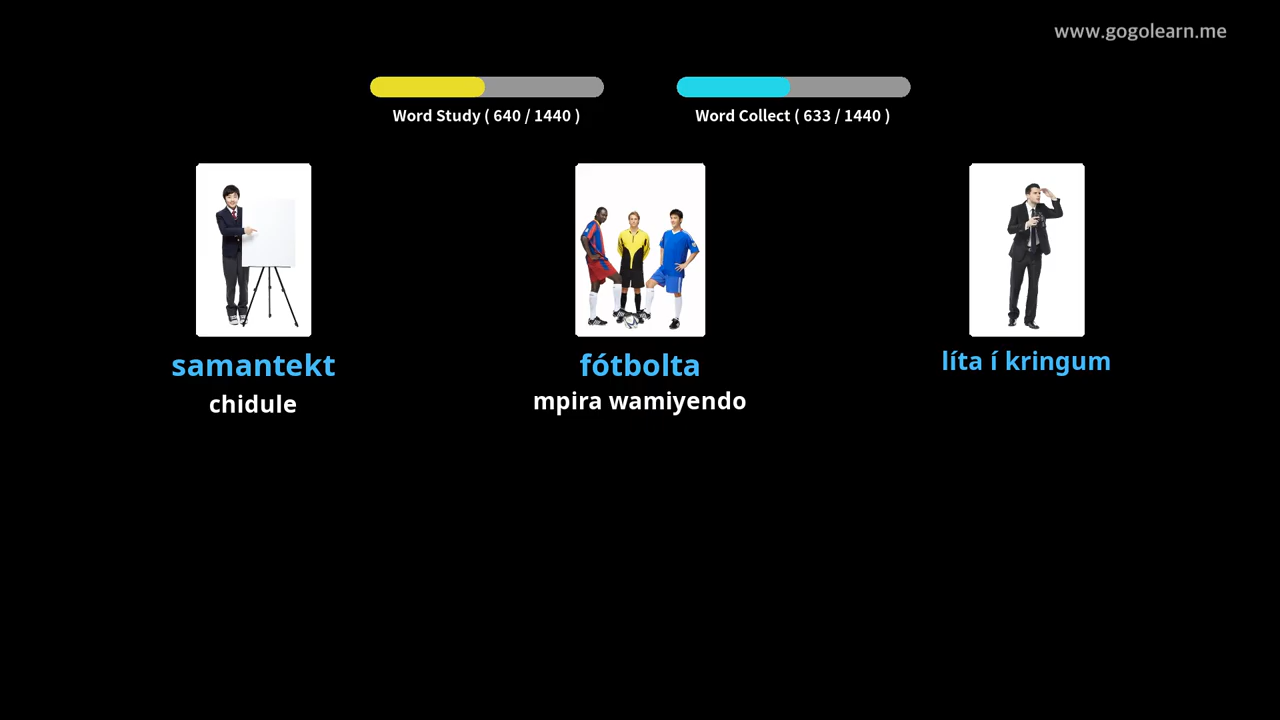 www.gogolearn.me
Word Study ( 640 / 1440 )
Word Collect ( 633 / 1440 )
samantekt
chidule
fótbolta
mpira wamiyendo
líta í kringum